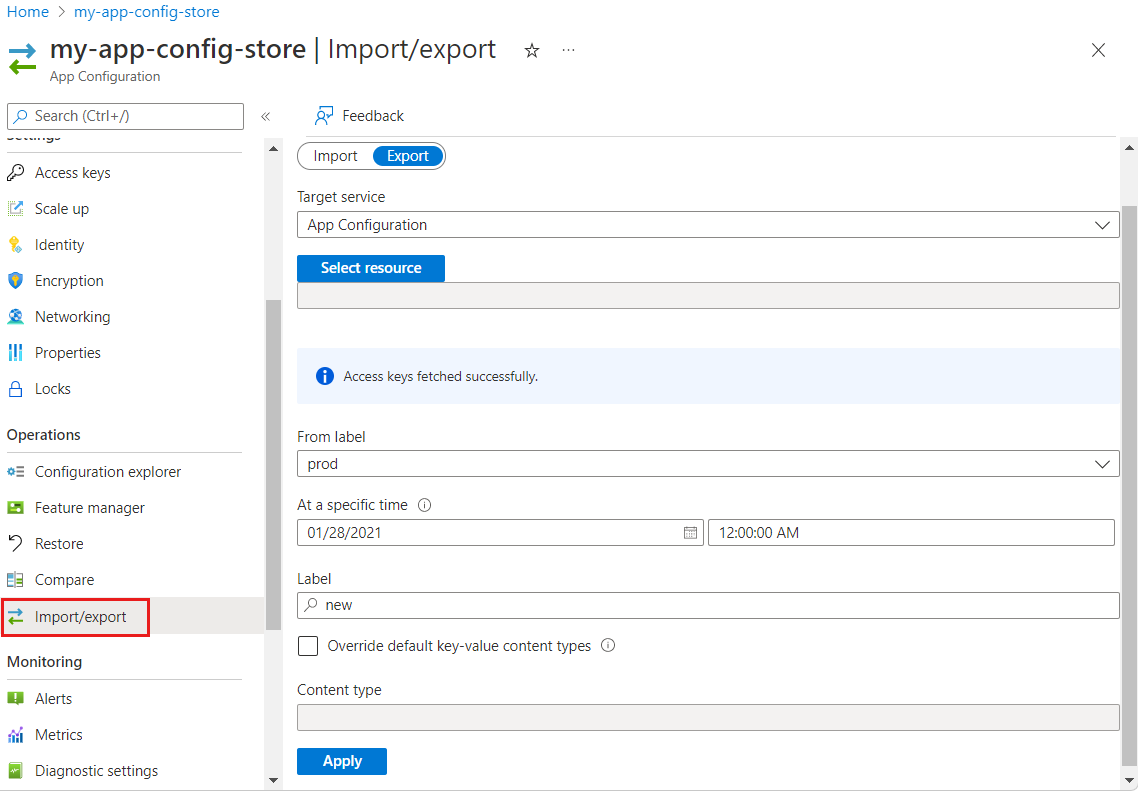 Home > my-app-config-store
my-app-config-store | Import/export
App Configuration
Search (Ctrl+/)
Settings
Access keys
Scale up
Identity
Encryption
Networking
Properties
Locks
Operations
Configuration explorer
Feature manager
Restore
Compare
Import/export
Monitoring
Alerts
Metrics
Diagnostic settings
Feedback
Import Export
Target service
App Configuration
Select resource
Access keys fetched successfully.
From label
prod
At a specific time
01/28/2021 12:00:00 AM
Label
new
Override default key-value content types
Content type
Apply